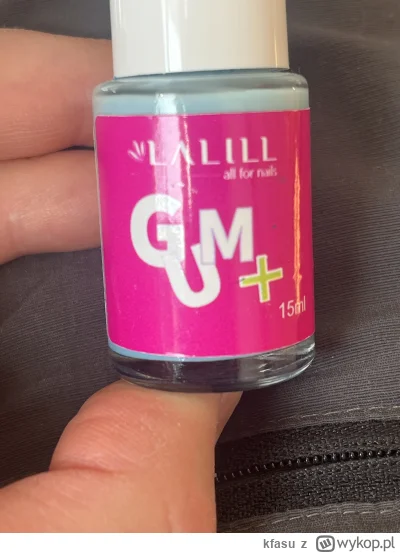 LALILL
all for nails
GUM+
15ml
kfasu z wykop.pl